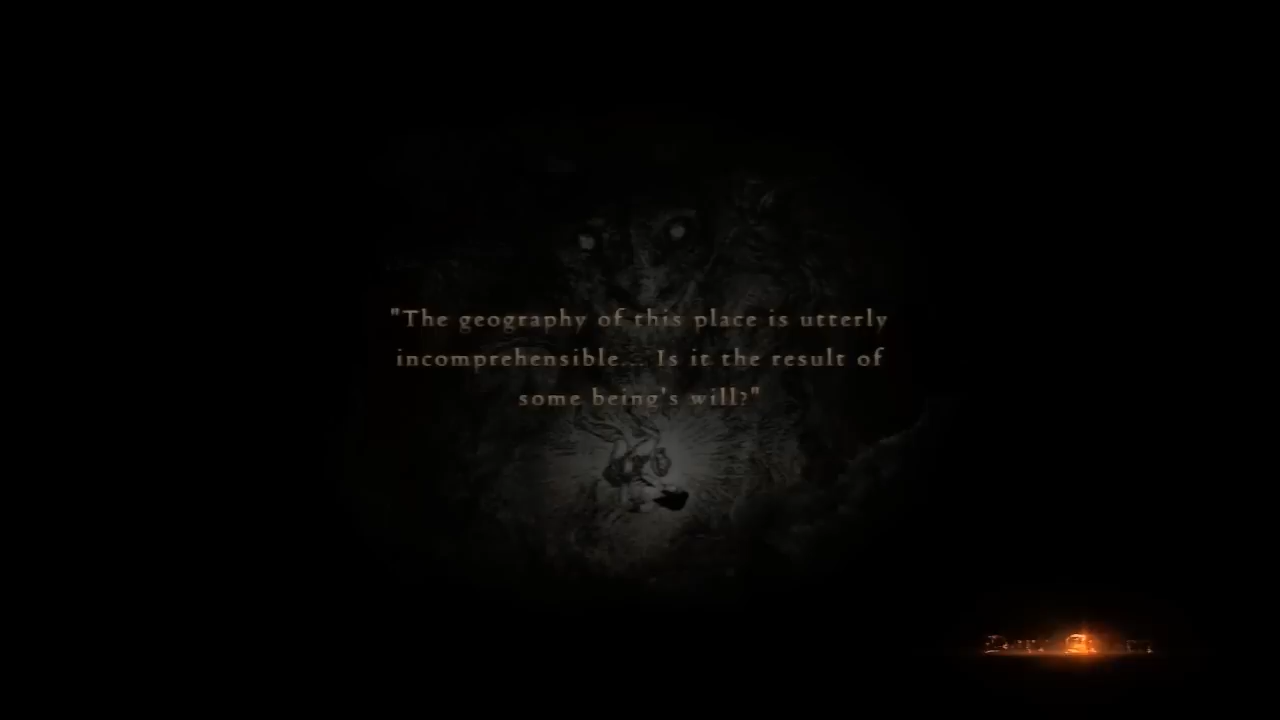 "The geography of this place is utterly
incomprehensible... Is it the result of
some being's will?"